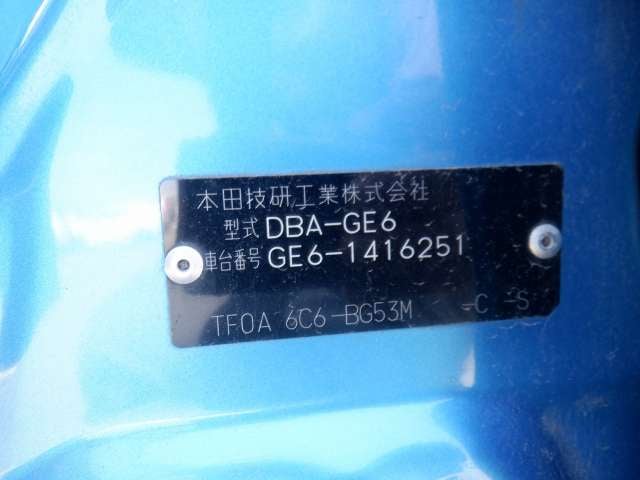 本田技研工業株式会社
型式 DBA-GE6
車台番号 GE6-1416251
TF0A 6C6-BG53M -C -S